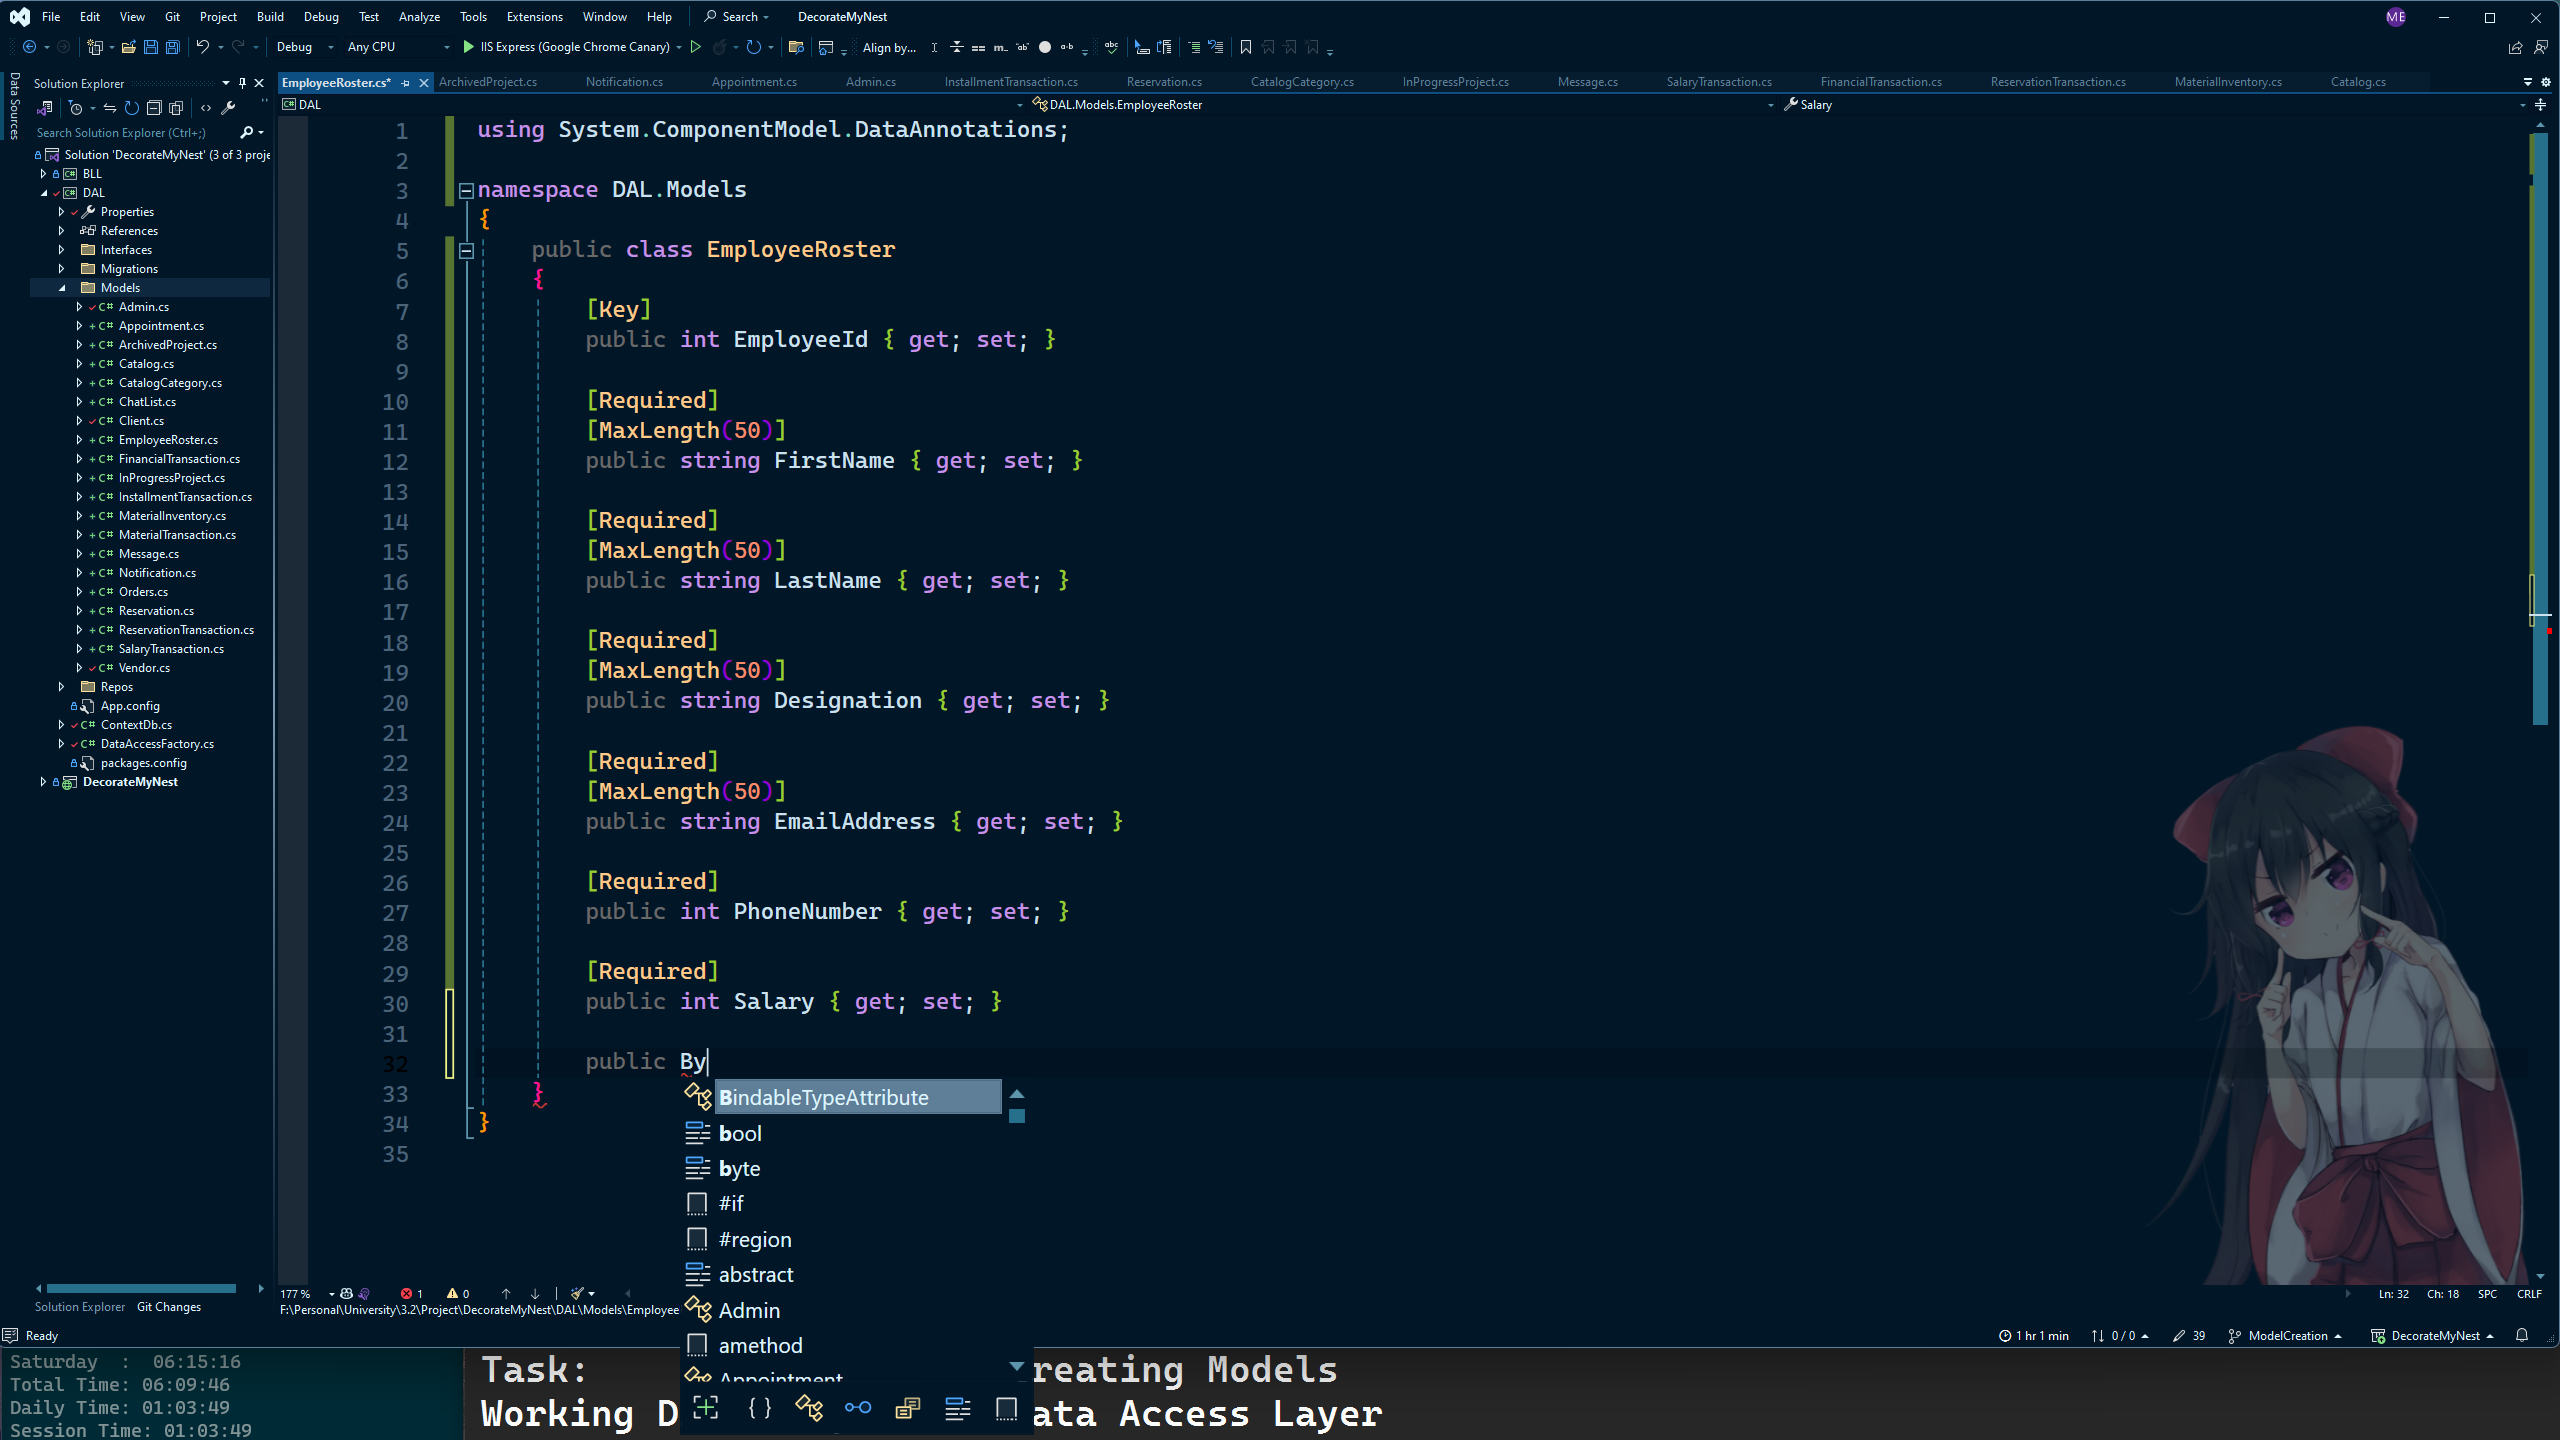 File Edit View Git Project Build Debug Test Analyze Tools Extensions Window Help Search DecorateMyNest ME
Debug Any CPU IIS Express (Google Chrome Canary) Align by...
Data Sources
Solution Explorer
Search Solution Explorer (Ctrl+;)
Solution 'DecorateMyNest' (3 of 3 proje
BLL
DAL
Properties
References
Interfaces
Migrations
Models
C# Admin.cs
C# Appointment.cs
C# ArchivedProject.cs
C# Catalog.cs
C# CatalogCategory.cs
C# ChatList.cs
C# Client.cs
C# EmployeeRoster.cs
C# FinancialTransaction.cs
C# InProgressProject.cs
C# InstallmentTransaction.cs
C# MaterialInventory.cs
C# MaterialTransaction.cs
C# Message.cs
C# Notification.cs
C# Orders.cs
C# Reservation.cs
C# ReservationTransaction.cs
C# SalaryTransaction.cs
C# Vendor.cs
Repos
App.config
C# ContextDb.cs
C# DataAccessFactory.cs
packages.config
DecorateMyNest
Solution Explorer Git Changes
EmployeeRoster.cs* ArchivedProject.cs Notification.cs Appointment.cs Admin.cs InstallmentTransaction.cs Reservation.cs CatalogCategory.cs InProgressProject.cs Message.cs SalaryTransaction.cs FinancialTransaction.cs ReservationTransaction.cs MaterialInventory.cs Catalog.cs
DAL DAL.Models.EmployeeRoster Salary
1 using System.ComponentModel.DataAnnotations;
2
3 namespace DAL.Models
4 {
5 public class EmployeeRoster
6 {
7 [Key]
8 public int EmployeeId { get; set; }
9
10 [Required]
11 [MaxLength(50)]
12 public string FirstName { get; set; }
13
14 [Required]
15 [MaxLength(50)]
16 public string LastName { get; set; }
17
18 [Required]
19 [MaxLength(50)]
20 public string Designation { get; set; }
21
22 [Required]
23 [MaxLength(50)]
24 public string EmailAddress { get; set; }
25
26 [Required]
27 public int PhoneNumber { get; set; }
28
29 [Required]
30 public int Salary { get; set; }
31
32 public By
33 }
34 }
35
BindableTypeAttribute
bool
byte
#if
#region
abstract
Admin
amethod
Appointment
177 % 1 0 Ln: 32 Ch: 18 SPC CRLF
F:\Personal\University\3.2\Project\DecorateMyNest\DAL\Models\Employee
Ready 1 hr 1 min 0 / 0 39 ModelCreation DecorateMyNest
Saturday : 06:15:16
Total Time: 06:09:46
Daily Time: 01:03:49
Session Time: 01:03:49
Task: reating Models
Working D ata Access Layer